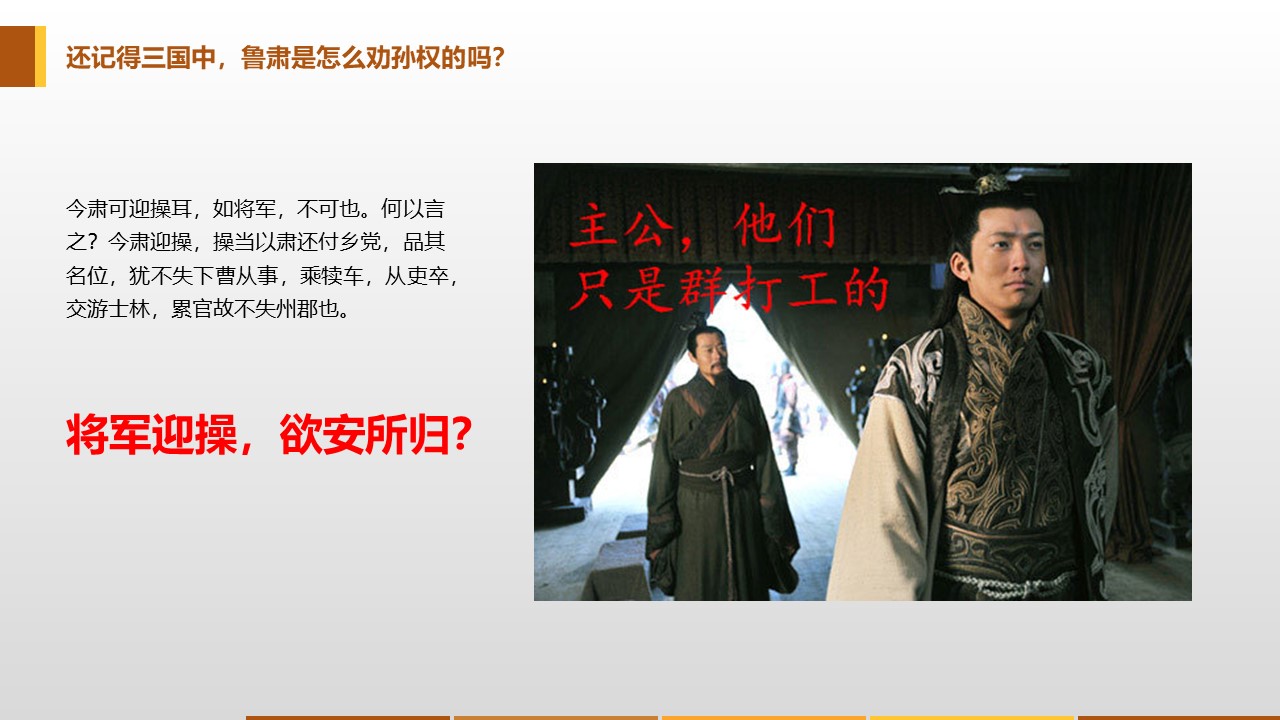 还记得三国中，鲁肃是怎么劝孙权的吗？
今肃可迎操耳，如将军，不可也。何以言
之？今肃迎操，操当以肃还付乡党，品其
名位，犹不失下曹从事，乘犊车，从吏卒，
交游士林，累官故不失州郡也。
将军迎操，欲安所归？
主公，他们
只是群打工的